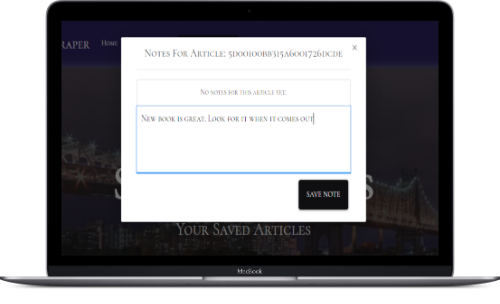 RAPER Home
Notes For Article: 5d00100bb315a6001726dcde
×
No notes for this article yet.
New book is great. Look for it when it comes out
SAVE NOTE
S S
Your Saved Articles
MacBook